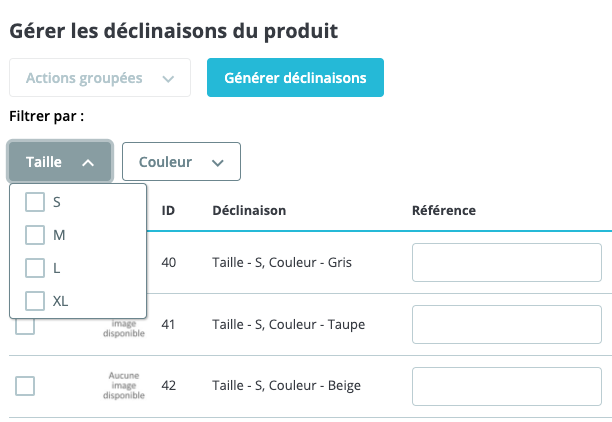 Gérer les déclinaisons du produit
Actions groupées
Générer déclinaisons
Filtrer par :
Taille
Couleur
S
M
L
XL
ID
Déclinaison
Référence
40
Taille - S, Couleur - Gris
image
disponible
41
Taille - S, Couleur - Taupe
Aucune
image
disponible
42
Taille - S, Couleur - Beige